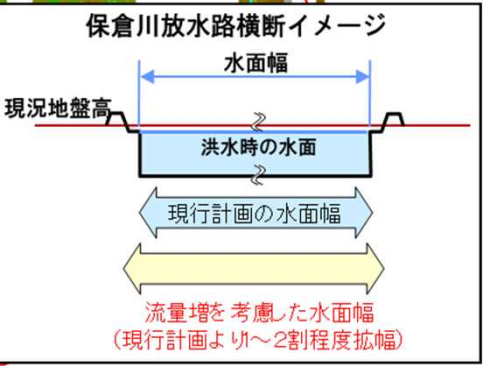 保倉川放水路横断イメージ
水面幅
現況地盤高
洪水時の水面
現行計画の水面幅
流量増を考慮した水面幅
(現行計画より1～2割程度拡幅)